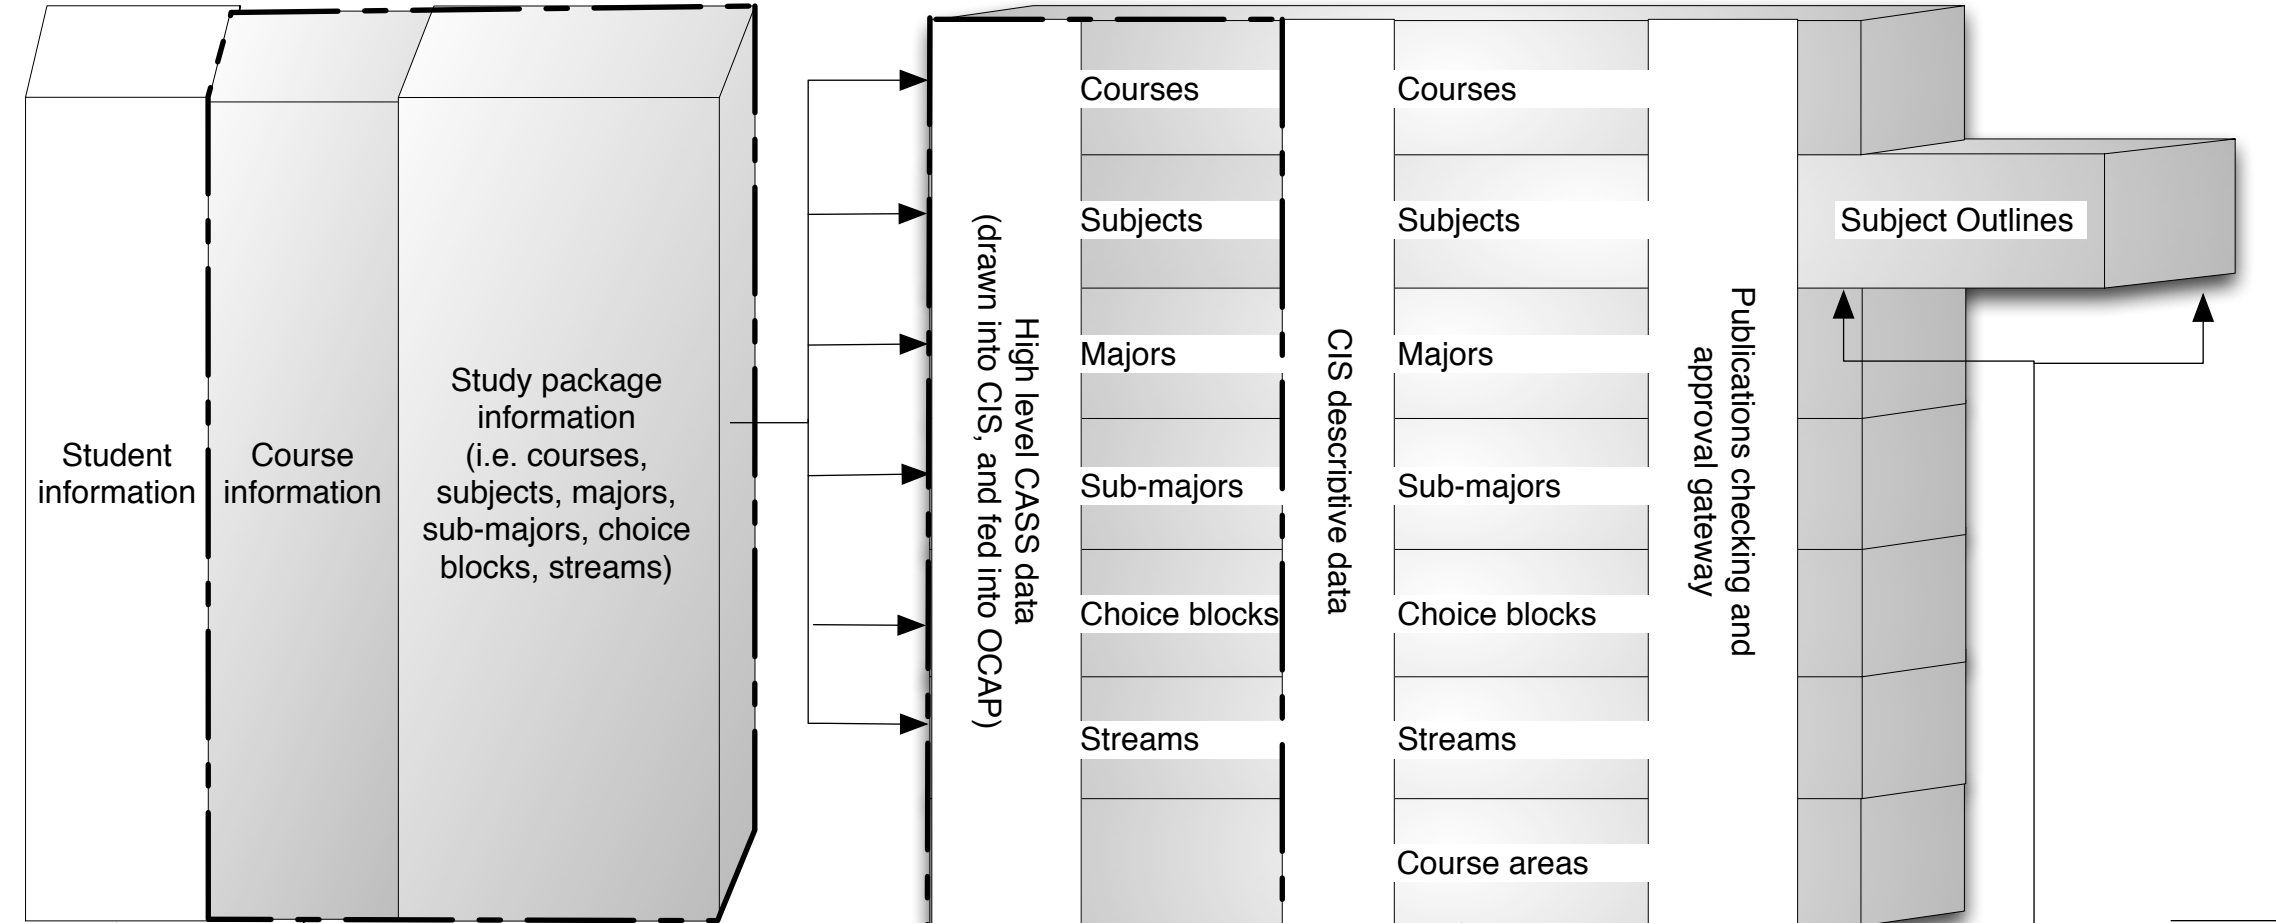 Student
information
Course
information
Study package
information
(i.e. courses,
subjects, majors,
sub-majors, choice
blocks, streams)
High level CASS data
(drawn into CIS, and fed into OCAP)
Courses
Subjects
Majors
Sub-majors
Choice blocks
Streams
CIS descriptive data
Courses
Subjects
Majors
Sub-majors
Choice blocks
Streams
Course areas
Publications checking and
approval gateway
Subject Outlines